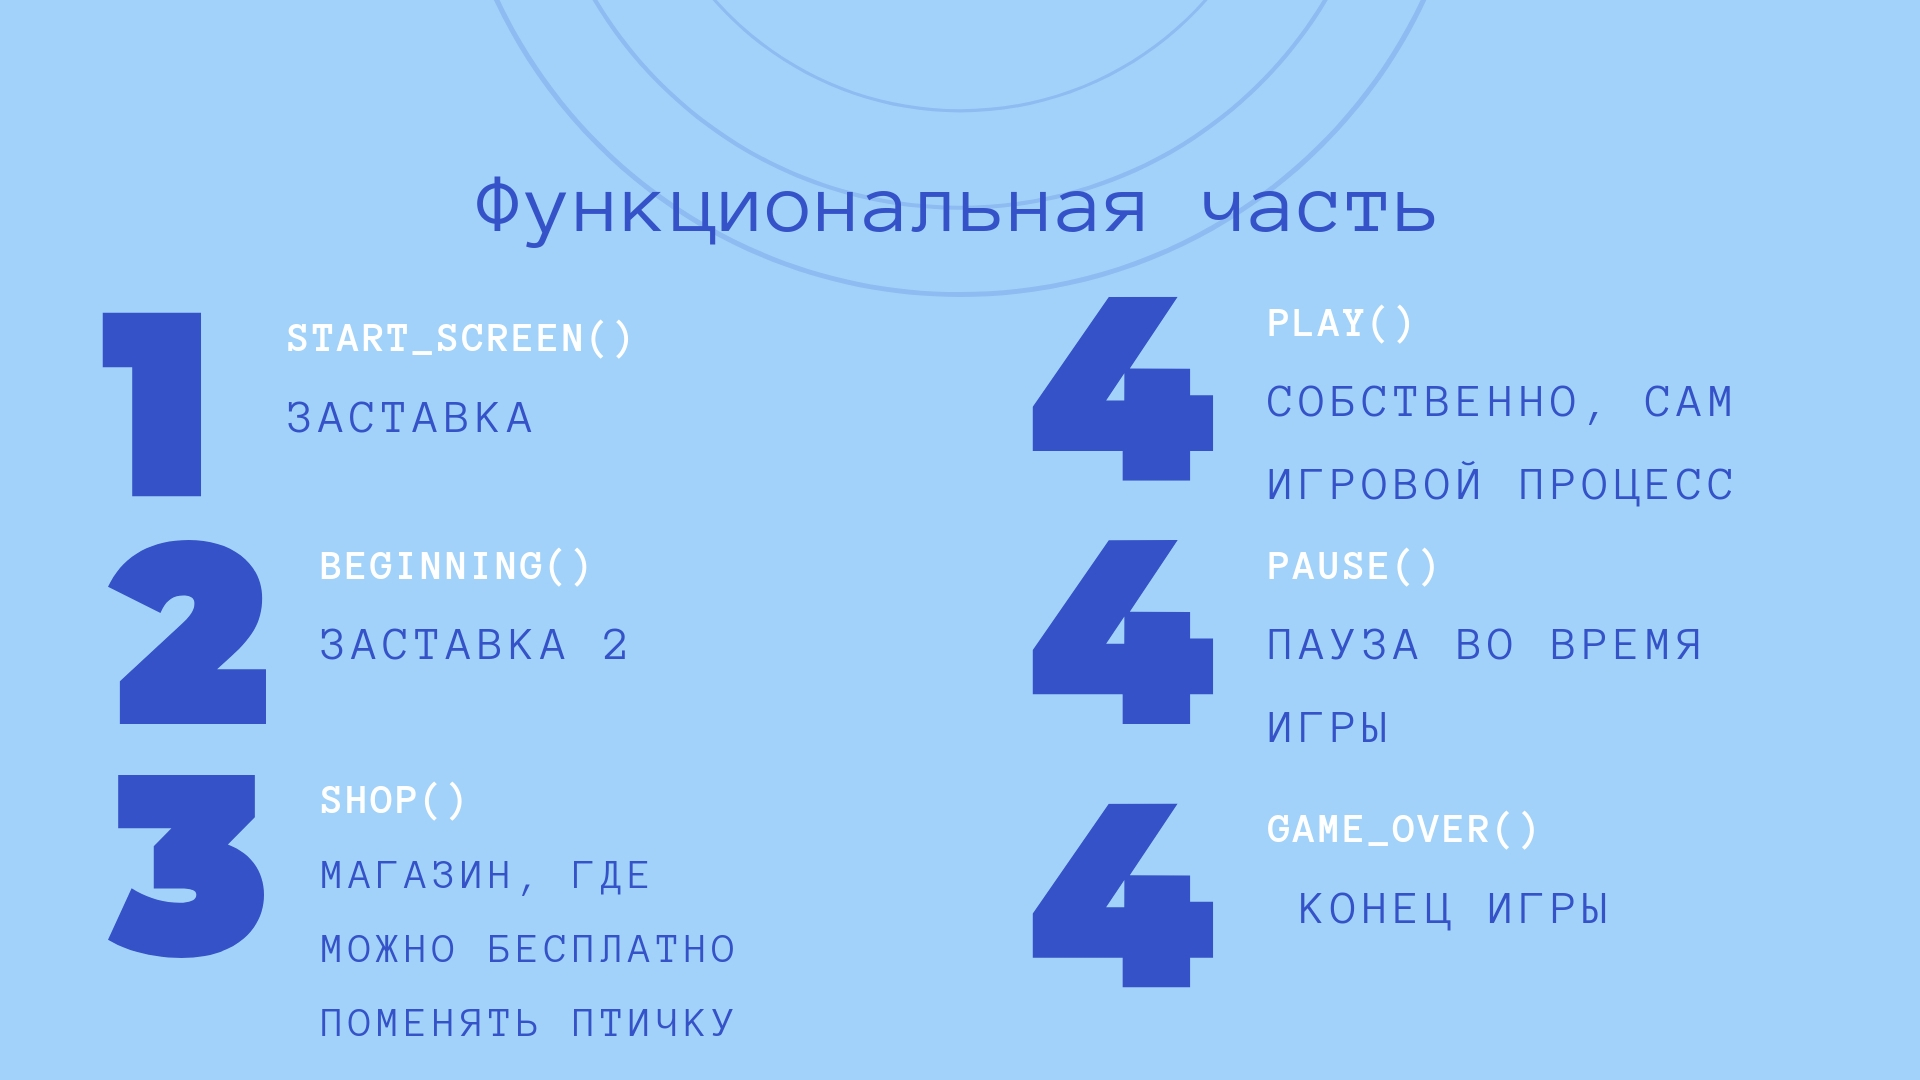 Функциональная часть
1
START_SCREEN()
ЗАСТАВКА
2
BEGINNING()
ЗАСТАВКА 2
3
SHOP()
МАГАЗИН, ГДЕ
МОЖНО БЕСПЛАТНО
ПОМЕНЯТЬ ПТИЧКУ
4
PLAY()
СОБСТВЕННО, САМ
ИГРОВОЙ ПРОЦЕСС
4
PAUSE()
ПАУЗА ВО ВРЕМЯ
ИГРЫ
4
GAME_OVER()
КОНЕЦ ИГРЫ